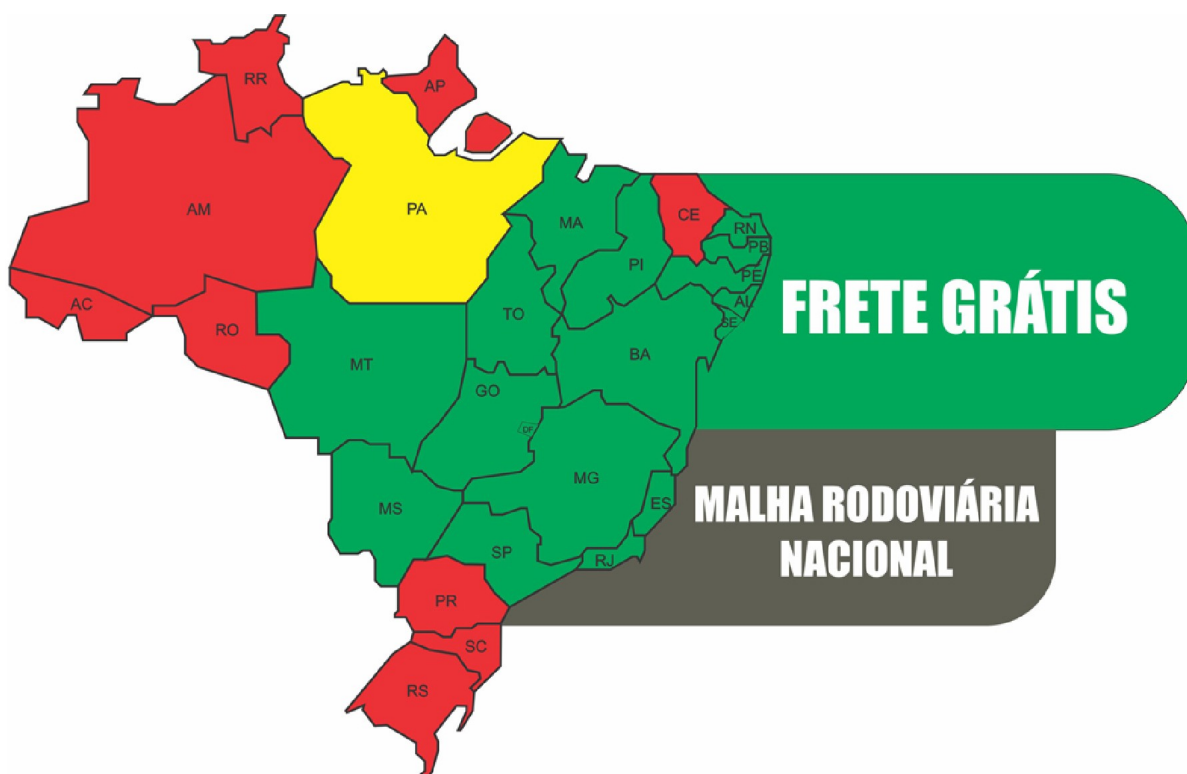 RR
AP
AM
PA
MA
CE
RN
PB
PI
PE
AL
SE
AC
RO
TO
BA
MT
GO
DF
MG
ES
MS
SP
RJ
PR
SC
RS
FRETE GRÁTIS
MALHA RODOVIÁRIA
NACIONAL